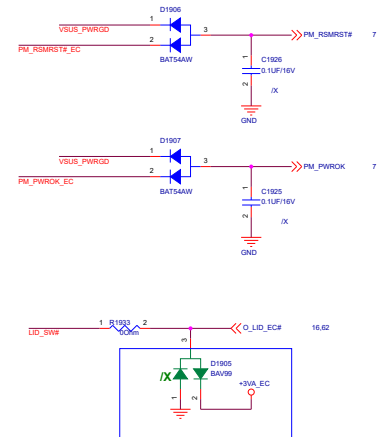 D1906
VSUS_PWRGD 1
3 PM_RSMRST# 7
PM_RSMRST#_EC 2
BAT54AW
1 C1926
0.1UF/16V
2 /X
GND
D1907
VSUS_PWRGD 1
3 PM_PWROK 7
PM_PWROK_EC 2
BAT54AW
1 C1925
0.1UF/16V
2 /X
GND
LID_SW# 1 R1933 2 O_LID_EC# 16,62
0Ohm
3
D1905
/X BAV99
+3VA_EC
1 2